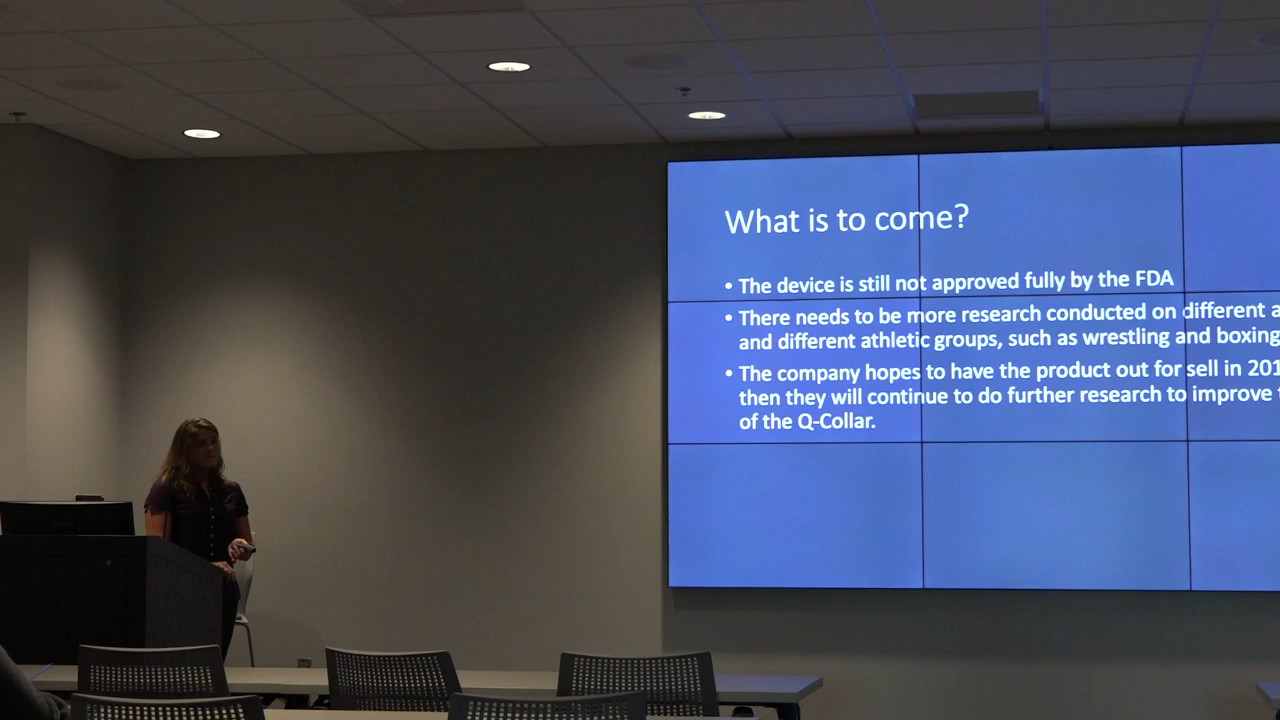 What is to come?
• The device is still not approved fully by the FDA
• There needs to be more research conducted on different
and different athletic groups, such as wrestling and boxing
• The company hopes to have the product out for sell in
then they will continue to do further research to improve
of the Q-Collar.